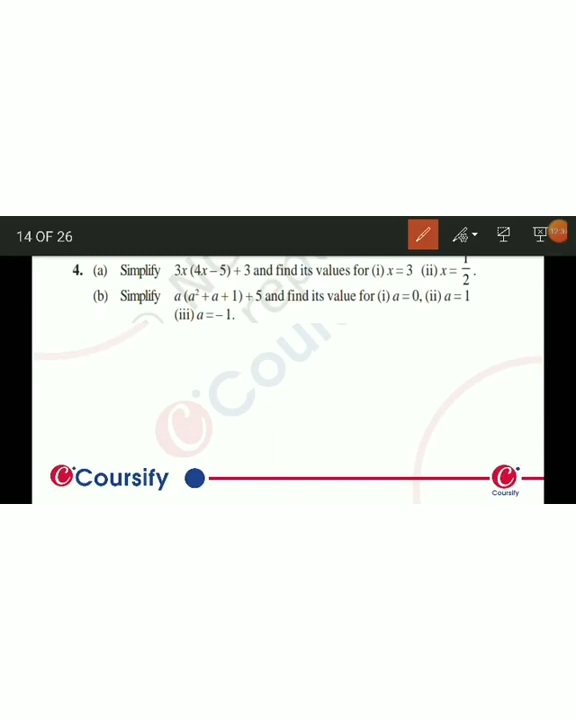 14 OF 26
4. (a) Simplify 3x (4x – 5) + 3 and find its values for (i) x = 3 (ii) x = 1/2 .
(b) Simplify a (a² + a + 1) + 5 and find its value for (i) a = 0, (ii) a = 1
(iii) a = – 1.
Coursify
Coursify